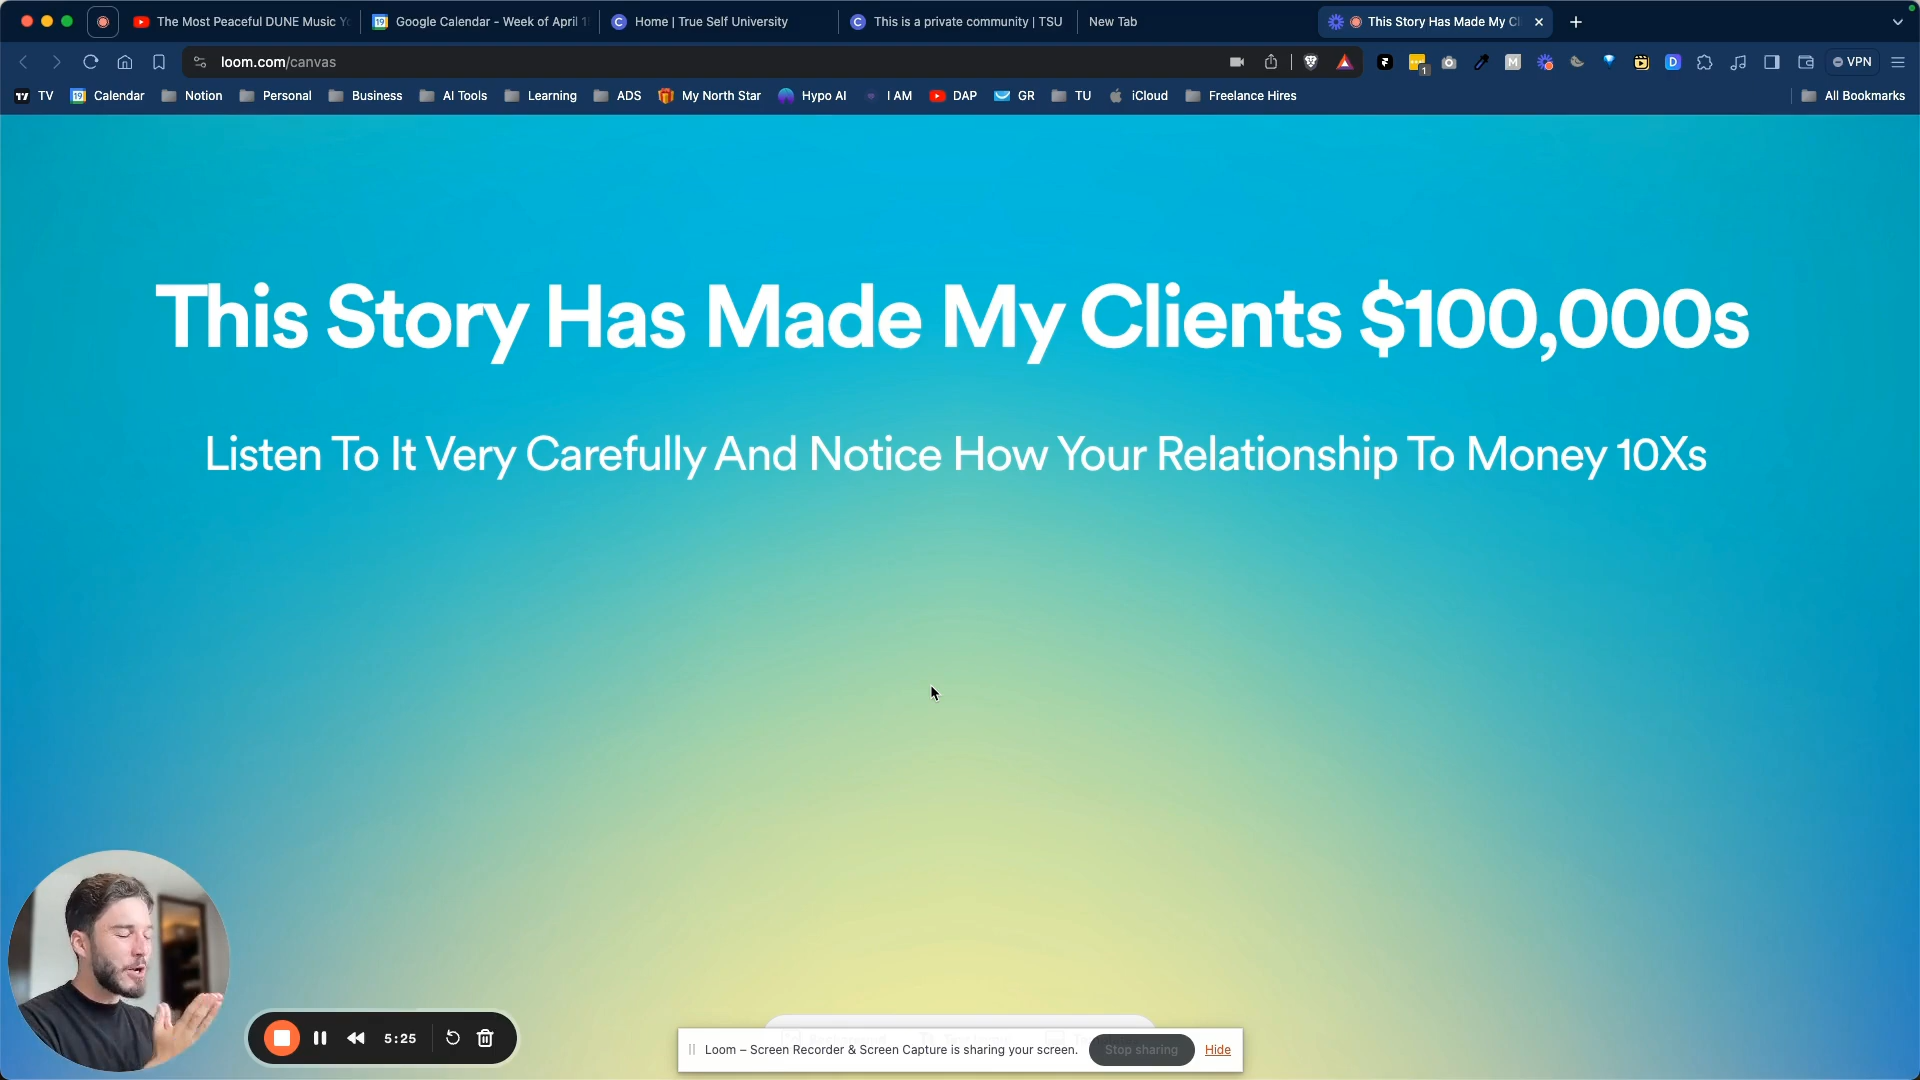 The Most Peaceful DUNE Music Yo
Google Calendar - Week of April 1
Home | True Self University
This is a private community | TSU
New Tab
This Story Has Made My Cl
loom.com/canvas
1
M
D
VPN
TV
19
Calendar
Notion
Personal
Business
AI Tools
Learning
ADS
My North Star
Hypo AI
I AM
DAP
GR
TU
iCloud
Freelance Hires
All Bookmarks
This Story Has Made My Clients $100,000s
Listen To It Very Carefully And Notice How Your Relationship To Money 10Xs
5:25
Loom – Screen Recorder & Screen Capture is sharing your screen.
Stop sharing
Hide